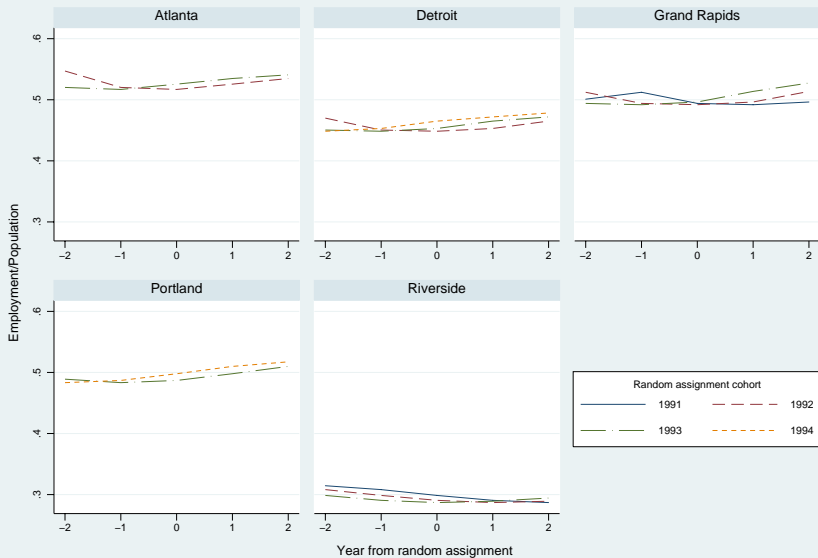 Atlanta
Detroit
Grand Rapids
.6
.5
.4
.3
−2 −1 0 1 2
−2 −1 0 1 2
−2 −1 0 1 2
Employment/Population
Portland
Riverside
.6
.5
.4
.3
−2 −1 0 1 2
−2 −1 0 1 2
Random assignment cohort
1991 1992
1993 1994
Year from random assignment